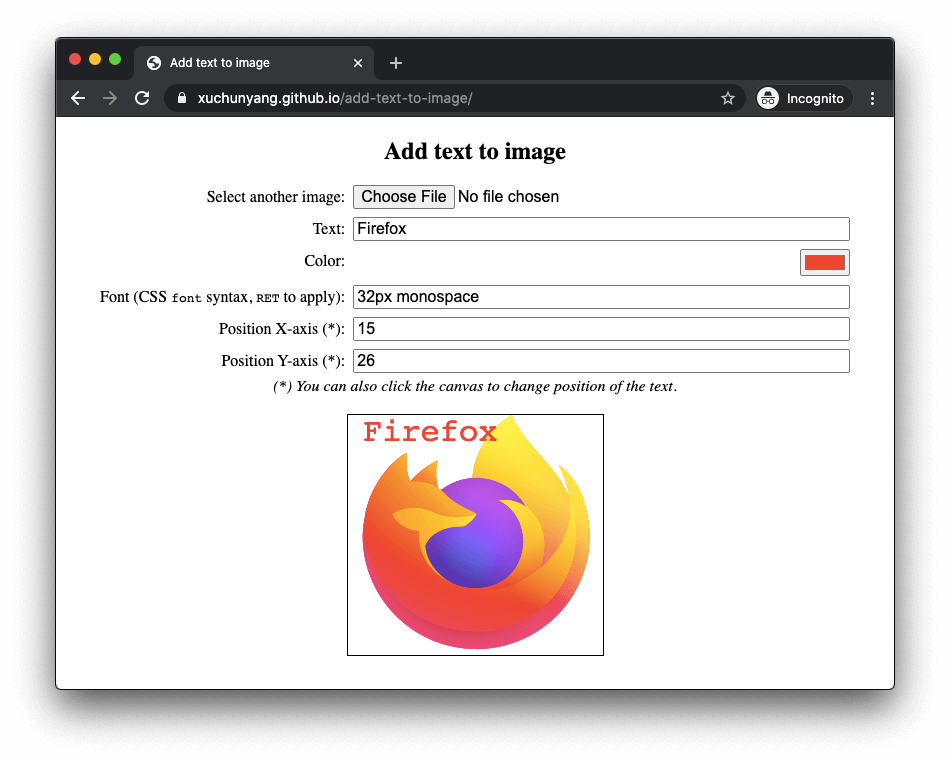 Add text to image
xuchunyang.github.io/add-text-to-image/
Incognito
Add text to image
Select another image: Choose File No file chosen
Text: Firefox
Color:
Font (CSS font syntax, RET to apply): 32px monospace
Position X-axis (*): 15
Position Y-axis (*): 26
(*) You can also click the canvas to change position of the text.
Firefox